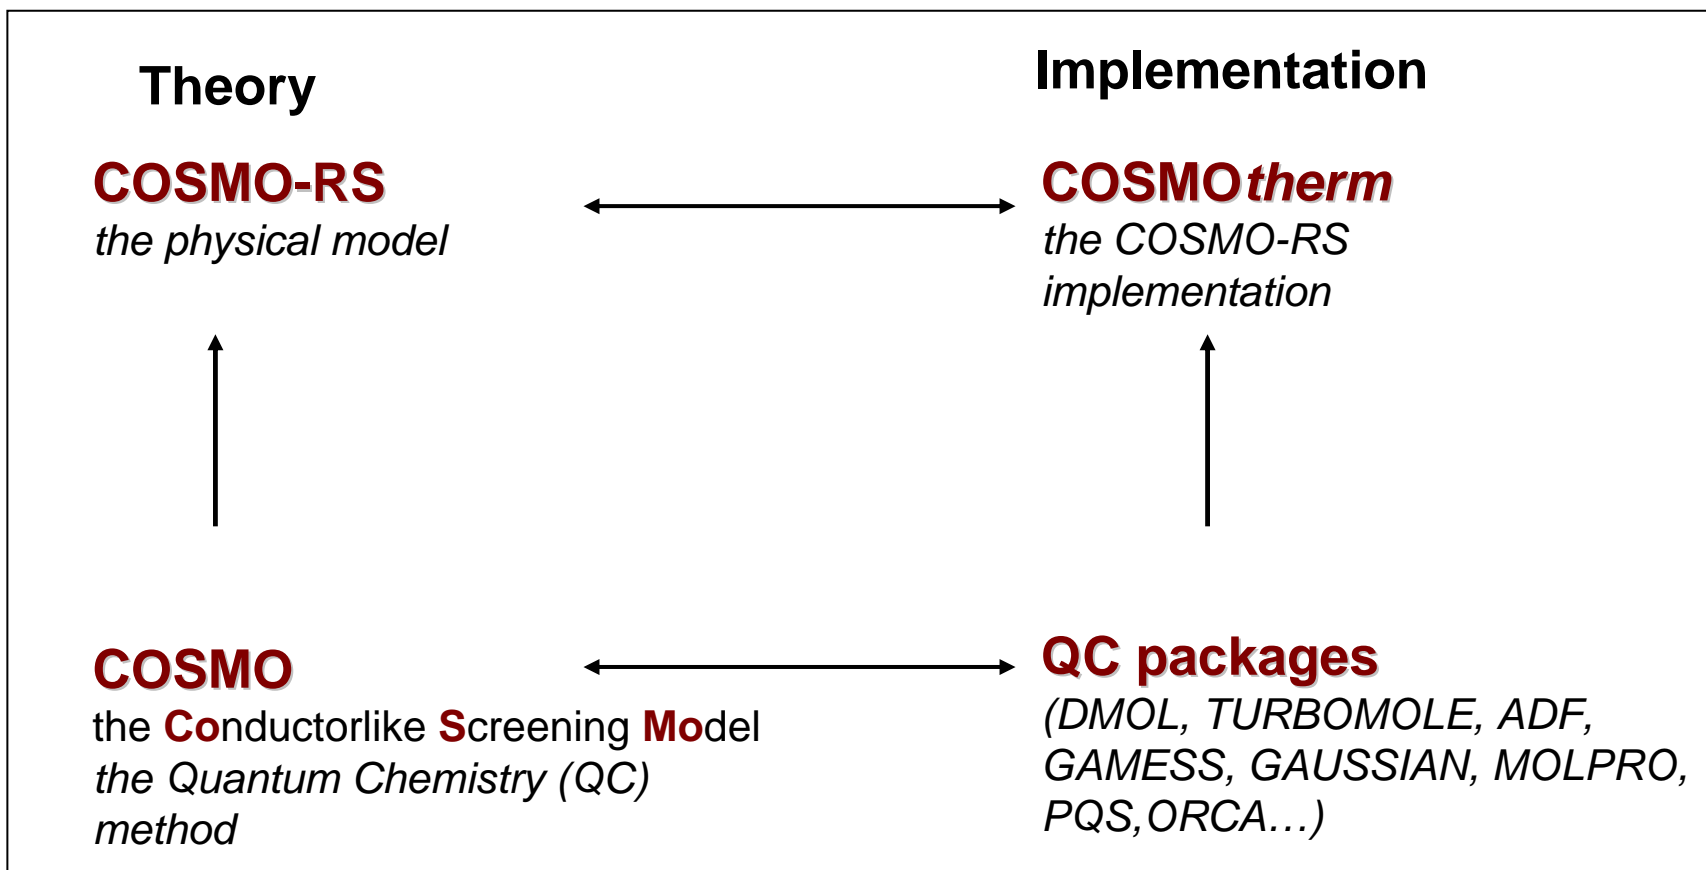 Theory
Implementation
COSMO-RS
the physical model
COSMOtherm
the COSMO-RS
implementation
COSMO
the Conductorlike Screening Model
the Quantum Chemistry (QC)
method
QC packages
(DMOL, TURBOMOLE, ADF,
GAMESS, GAUSSIAN, MOLPRO,
PQS,ORCA…)